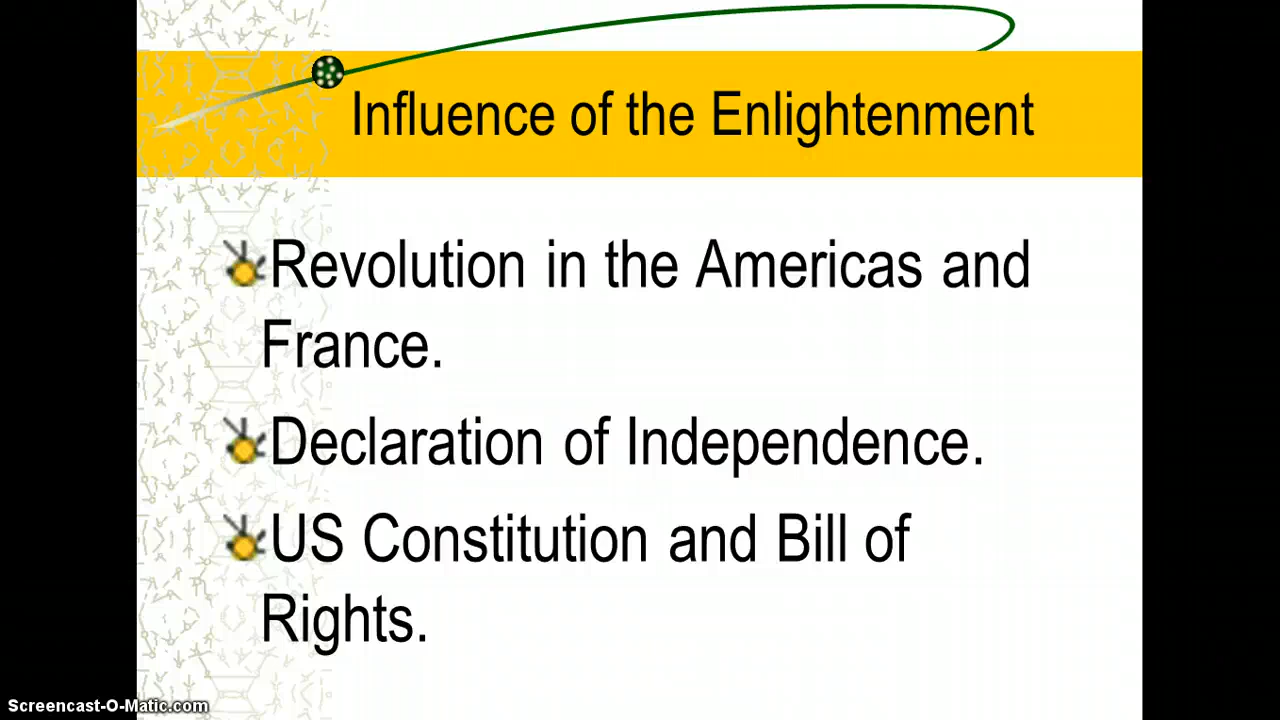 Influence of the Enlightenment
Revolution in the Americas and
France.
Declaration of Independence.
US Constitution and Bill of
Rights.
Screencast-O-Matic.com